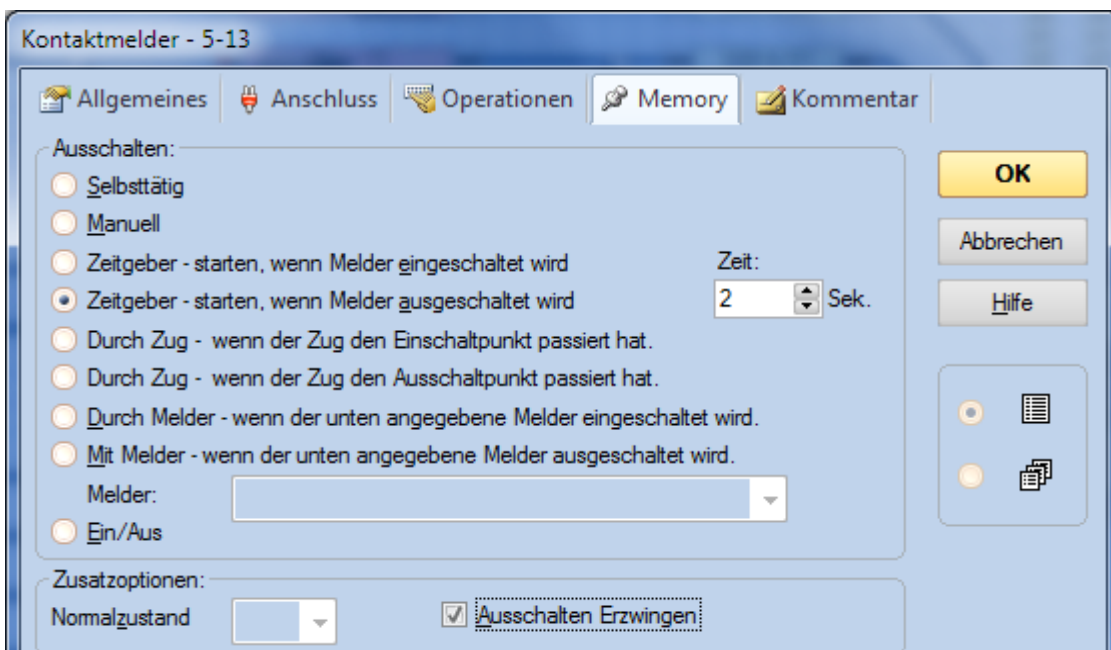 Kontaktmelder - 5-13
Allgemeines Anschluss Operationen Memory Kommentar
Ausschalten:
Selbsttätig
Manuell
Zeitgeber - starten, wenn Melder eingeschaltet wird
Zeit:
Zeitgeber - starten, wenn Melder ausgeschaltet wird
2 Sek.
Durch Zug - wenn der Zug den Einschaltpunkt passiert hat.
Durch Zug - wenn der Zug den Ausschaltpunkt passiert hat.
Durch Melder - wenn der unten angegebene Melder eingeschaltet wird.
Mit Melder - wenn der unten angegebene Melder ausgeschaltet wird.
Melder:
Ein/Aus
Zusatzoptionen:
Normalzustand
Ausschalten Erzwingen
OK
Abbrechen
Hilfe